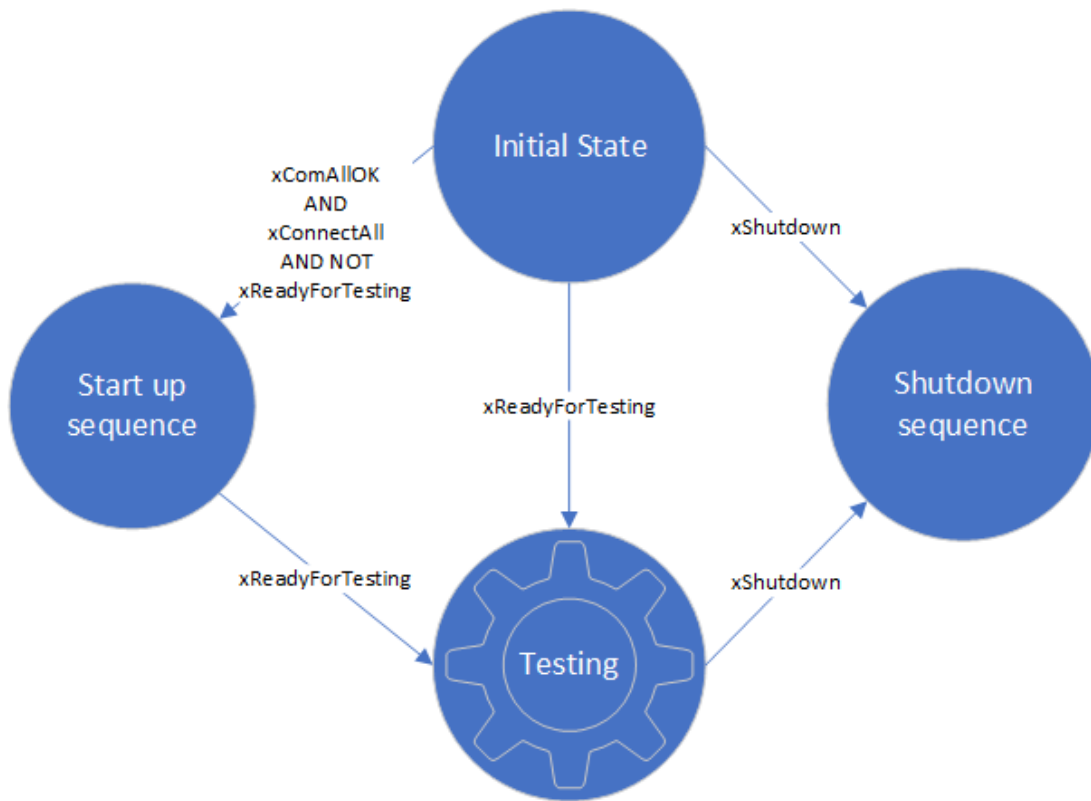 Initial State
xComAllOK
AND
xConnectAll
AND NOT
xReadyForTesting
xShutdown
Start up
sequence
Shutdown
sequence
xReadyForTesting
xReadyForTesting
xShutdown
Testing